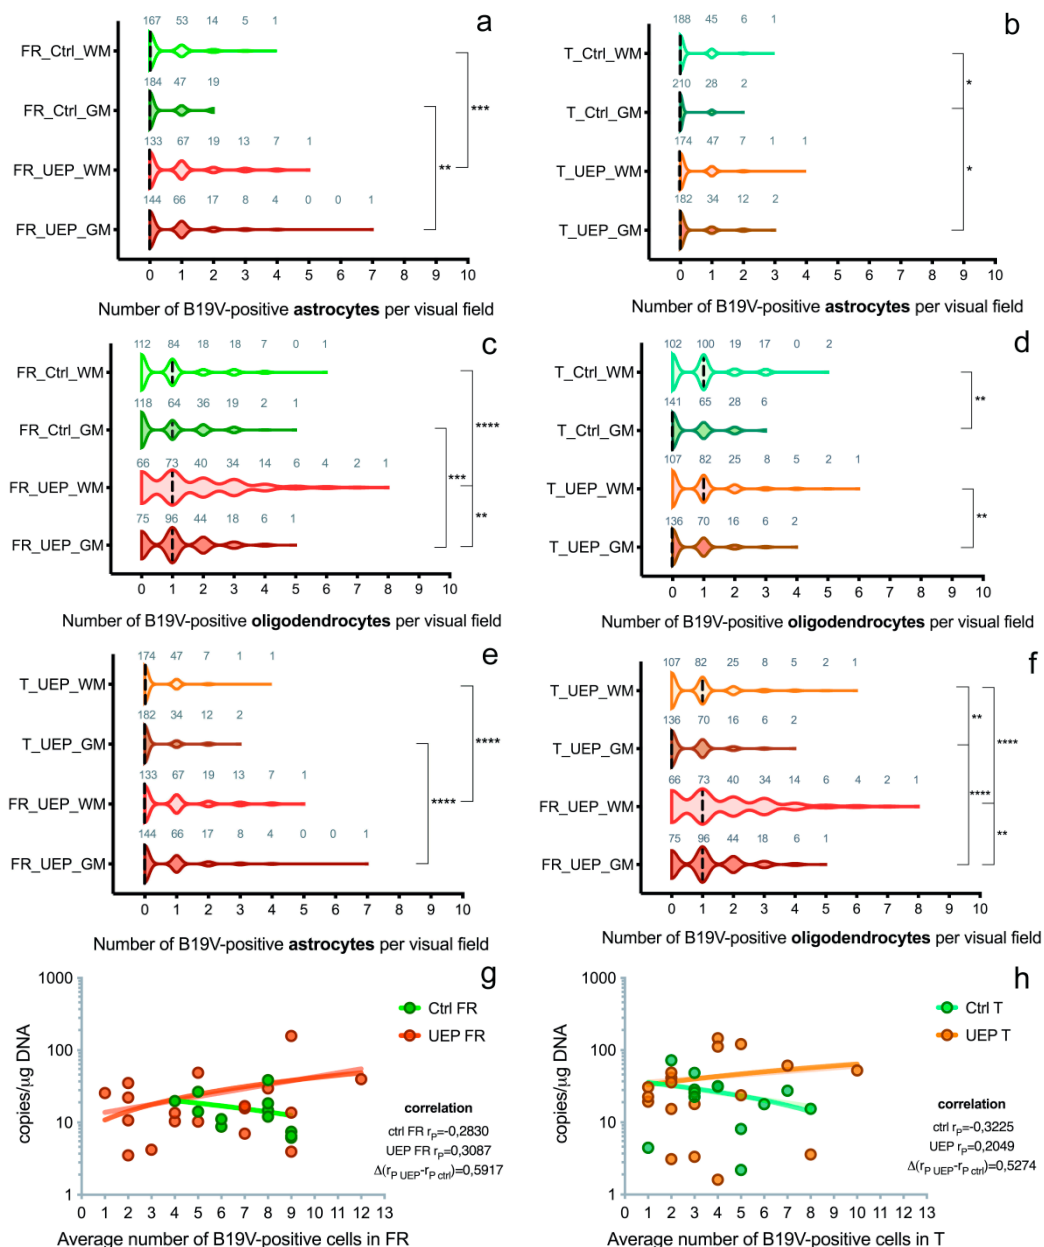 a
167 53 14 5 1
FR_Ctrl_WM
184 47 19
FR_Ctrl_GM
133 67 19 13 7 1
FR_UEP_WM
144 66 17 8 4 0 0 1
FR_UEP_GM
***
**
0 1 2 3 4 5 6 7 8 9 10
Number of B19V-positive astrocytes per visual field
b
188 45 6 1
T_Ctrl_WM
210 28 2
T_Ctrl_GM
174 47 7 1 1
T_UEP_WM
182 34 12 2
T_UEP_GM
*
*
0 1 2 3 4 5 6 7 8 9 10
Number of B19V-positive astrocytes per visual field
c
112 84 18 18 7 0 1
FR_Ctrl_WM
118 64 36 19 2 1
FR_Ctrl_GM
66 73 40 34 14 6 4 2 1
FR_UEP_WM
75 96 44 18 6 1
FR_UEP_GM
****
***
**
0 1 2 3 4 5 6 7 8 9 10
Number of B19V-positive oligodendrocytes per visual field
d
102 100 19 17 0 2
T_Ctrl_WM
141 65 28 6
T_Ctrl_GM
107 82 25 8 5 2 1
T_UEP_WM
136 70 16 6 2
T_UEP_GM
**
**
0 1 2 3 4 5 6 7 8 9 10
Number of B19V-positive oligodendrocytes per visual field
e
174 47 7 1 1
T_UEP_WM
182 34 12 2
T_UEP_GM
133 67 19 13 7 1
FR_UEP_WM
144 66 17 8 4 0 0 1
FR_UEP_GM
****
****
0 1 2 3 4 5 6 7 8 9 10
Number of B19V-positive astrocytes per visual field
f
107 82 25 8 5 2 1
T_UEP_WM
136 70 16 6 2
T_UEP_GM
66 73 40 34 14 6 4 2 1
FR_UEP_WM
75 96 44 18 6 1
FR_UEP_GM
**
****
****
**
0 1 2 3 4 5 6 7 8 9 10
Number of B19V-positive oligodendrocytes per visual field
g
1000
100
10
1
copies/µg DNA
Ctrl FR
UEP FR
correlation
ctrl FR rP=-0,2830
UEP FR rP=0,3087
Δ(rP UEP-rP ctrl)=0,5917
0 1 2 3 4 5 6 7 8 9 10 11 12 13
Average number of B19V-positive cells in FR
h
1000
100
10
1
copies/µg DNA
Ctrl T
UEP T
correlation
ctrl rP=-0,3225
UEP rP=0,2049
Δ(rP UEP-rP ctrl)=0,5274
0 1 2 3 4 5 6 7 8 9 10 11 12 13
Average number of B19V-positive cells in T